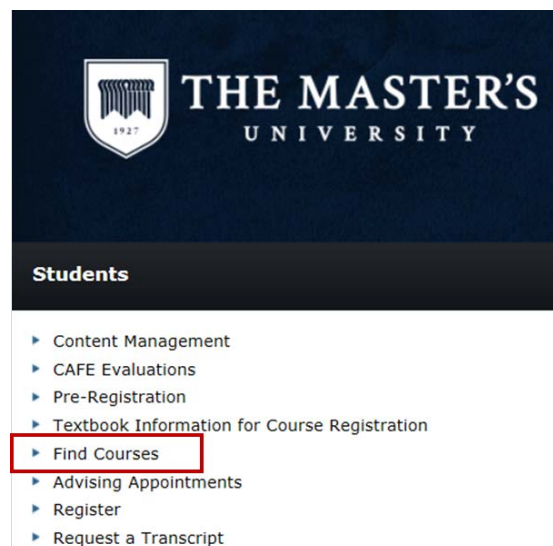 THE MASTER'S
UNIVERSITY
1927
Students
Content Management
CAFE Evaluations
Pre-Registration
Textbook Information for Course Registration
Find Courses
Advising Appointments
Register
Request a Transcript